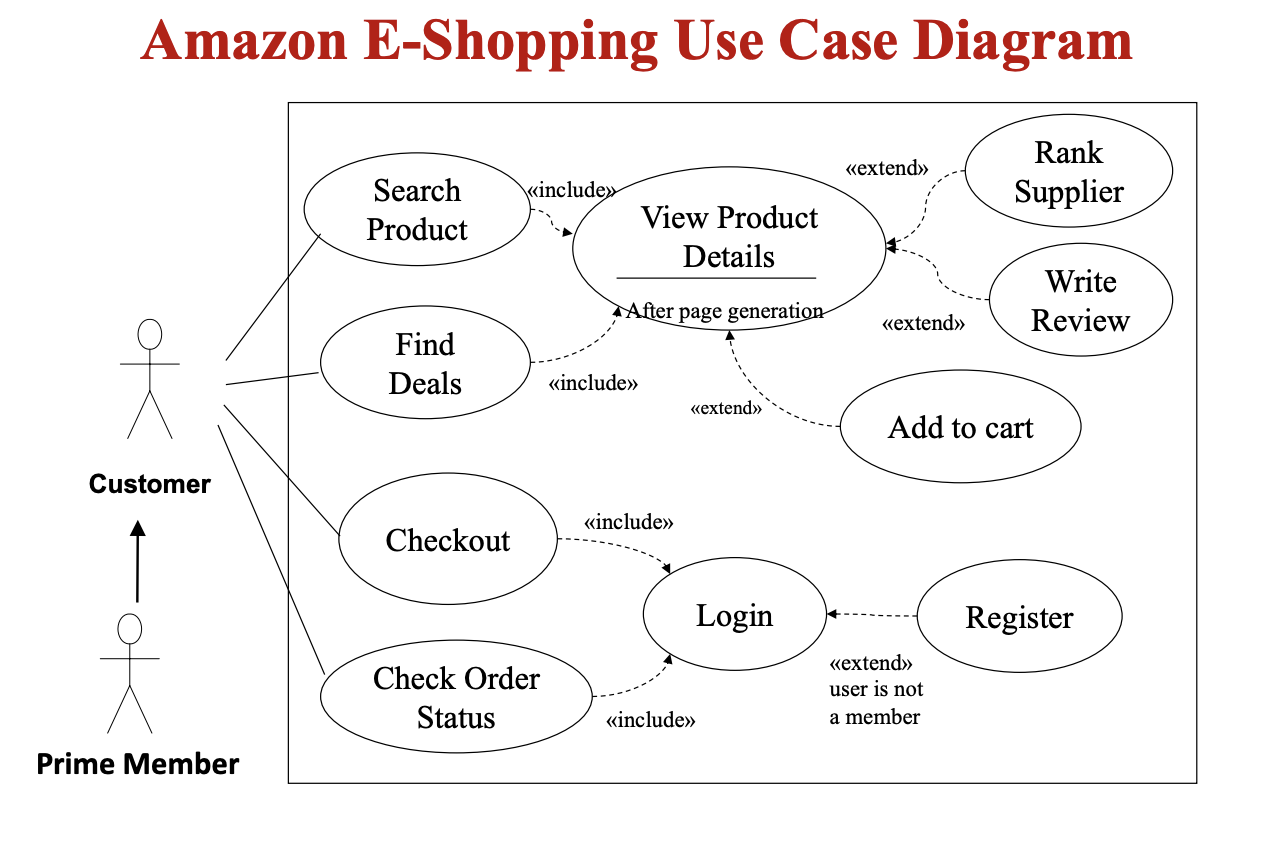 Amazon E-Shopping Use Case Diagram
Search
Product
«include»
View Product
Details
After page generation
«extend»
Rank
Supplier
Write
Review
«extend»
Find
Deals
«include»
«extend»
Add to cart
Customer
Checkout
«include»
Login
Register
«extend»
user is not
a member
Check Order
Status
«include»
Prime Member